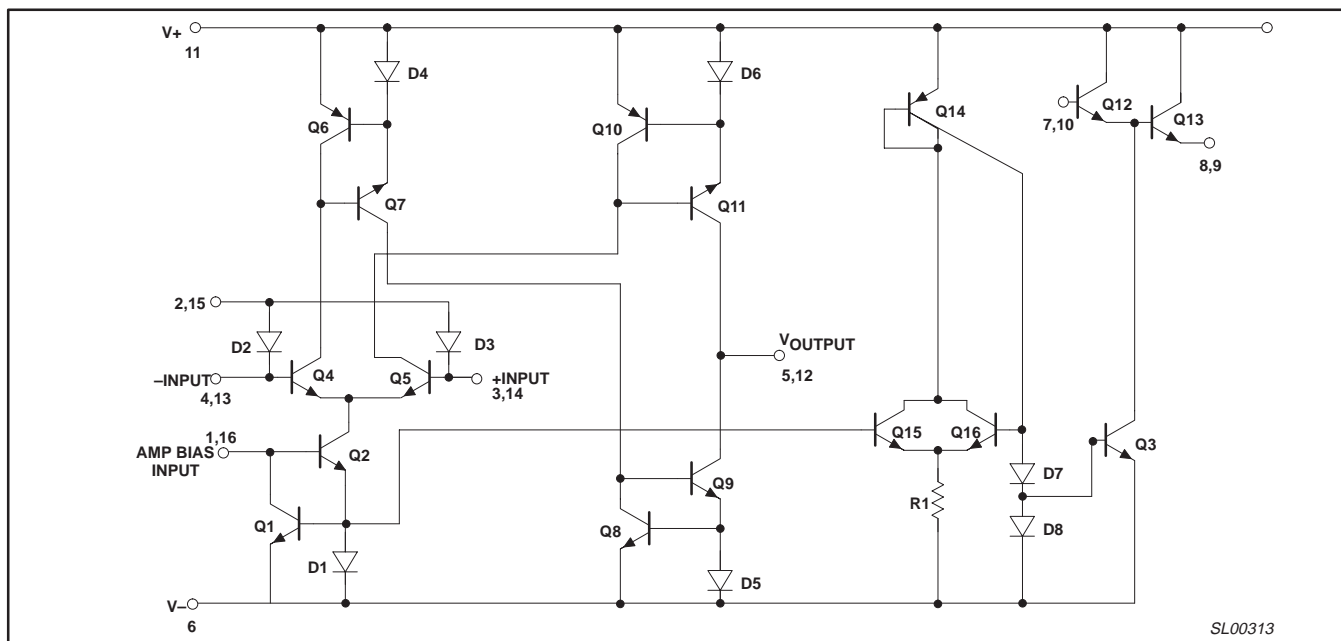 V+
11
D4
D6
Q6
Q10
Q14
Q12
Q13
7,10
8,9
Q7
Q11
2,15
D2
D3
VOUTPUT
5,12
–INPUT
4,13
Q4
Q5
+INPUT
3,14
1,16
AMP BIAS
INPUT
Q2
Q15
Q16
Q3
D7
Q9
R1
Q1
Q8
D8
D1
D5
V–
6
SL00313